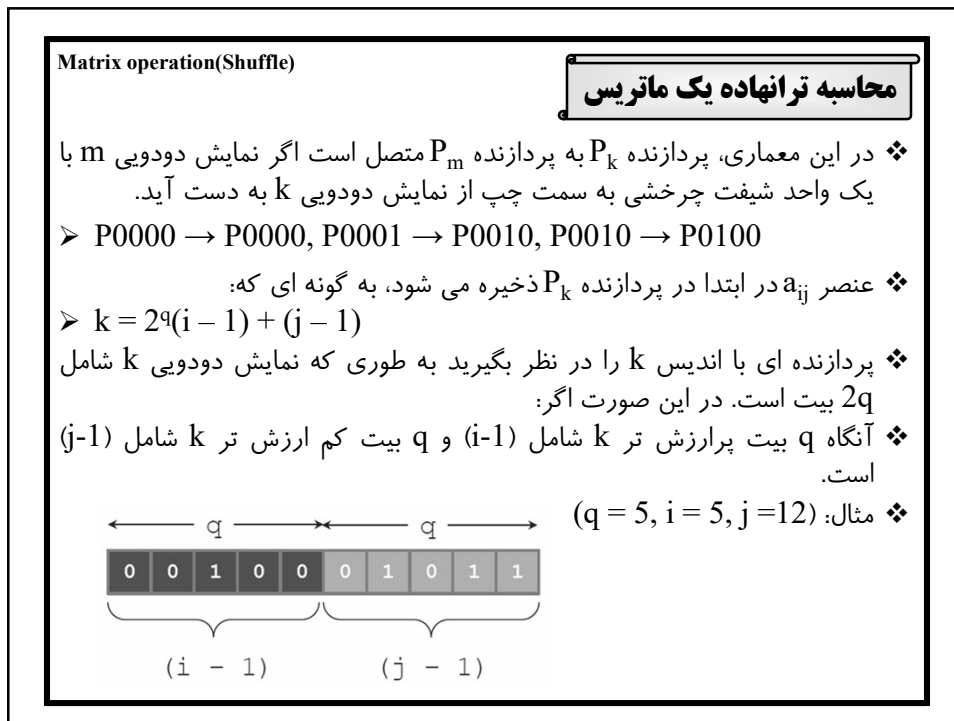 Matrix operation(Shuffle)
محاسبه ترانهاده یک ماتریس
❖ در این معماری، پردازنده Pk به پردازنده Pm متصل است اگر نمایش دودویی m با
یک واحد شیفت چرخشی به سمت چپ از نمایش دودویی k به دست آید.
➢ P0000 → P0000, P0001 → P0010, P0010 → P0100
❖ عنصر aij در ابتدا در پردازنده Pk ذخیره می شود، به گونه ای که:
➢ k = 2^q(i – 1) + (j – 1)
❖ پردازنده ای با اندیس k را در نظر بگیرید به طوری که نمایش دودویی k شامل
2q بیت است. در این صورت اگر:
❖ آنگاه q بیت پرارزش تر k شامل (i-1) و q بیت کم ارزش تر k شامل (j-1)
است.
❖ مثال: (q = 5, i = 5, j =12)
q q
0 0 1 0 0 0 1 0 1 1
(i - 1) (j - 1)